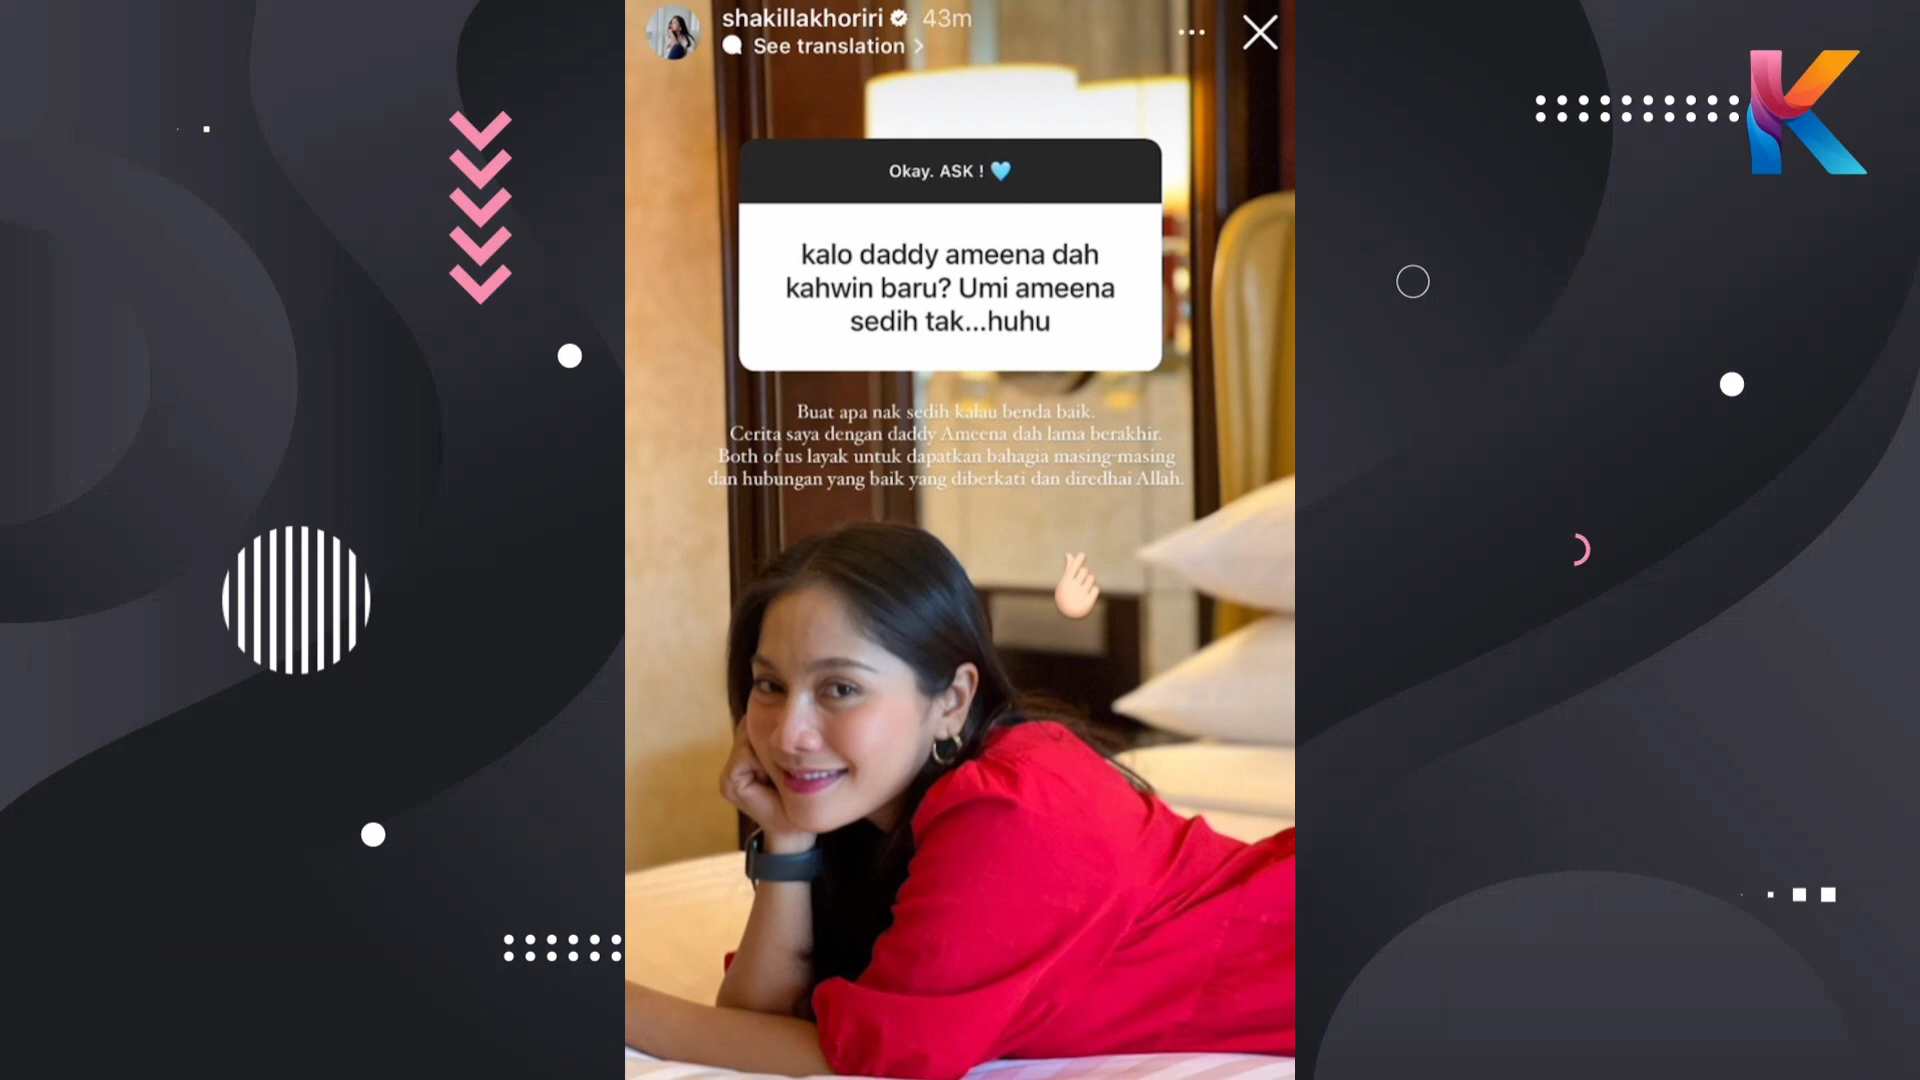 shakillakhoriri 43m
See translation >
Okay. ASK ! 🩵
kalo daddy ameena dah
kahwin baru? Umi ameena
sedih tak...huhu
Buat apa nak sedih kalau benda baik.
Cerita saya dengan daddy Ameena dah lama berakhir.
Both of us layak untuk dapatkan bahagia masing-masing
dan hubungan yang baik yang diberkati dan diredhai Allah.
K